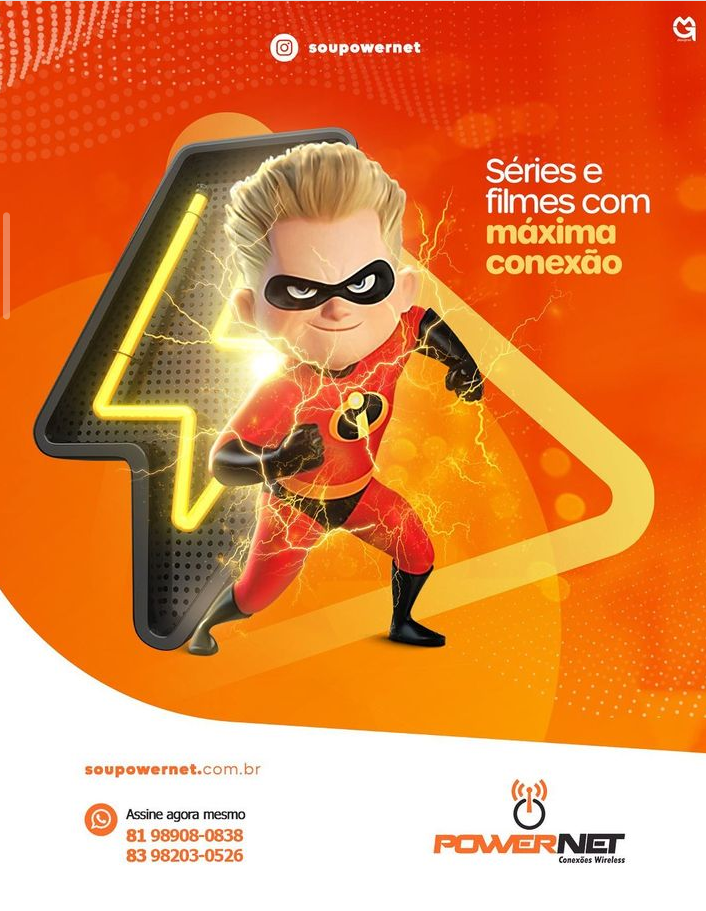 soupowernet
Séries e
filmes com
máxima
conexão
soupowernet.com.br
Assine agora mesmo
81 98908-0838
83 98203-0526
POWERNET
Conexões Wireless